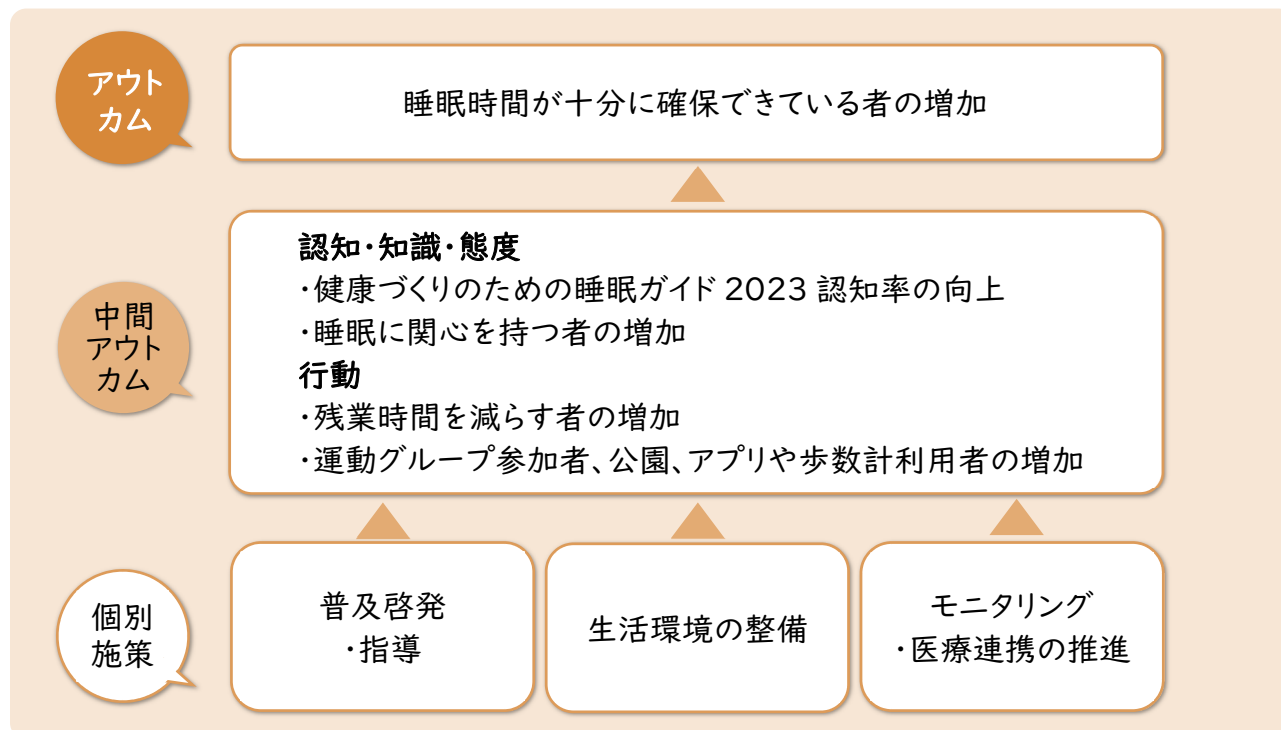 アウト
カム
睡眠時間が十分に確保できている者の増加
中間
アウト
カム
認知・知識・態度
・健康づくりのための睡眠ガイド 2023 認知率の向上
・睡眠に関心を持つ者の増加
行動
・残業時間を減らす者の増加
・運動グループ参加者、公園、アプリや歩数計利用者の増加
個別
施策
普及啓発
・指導
生活環境の整備
モニタリング
・医療連携の推進